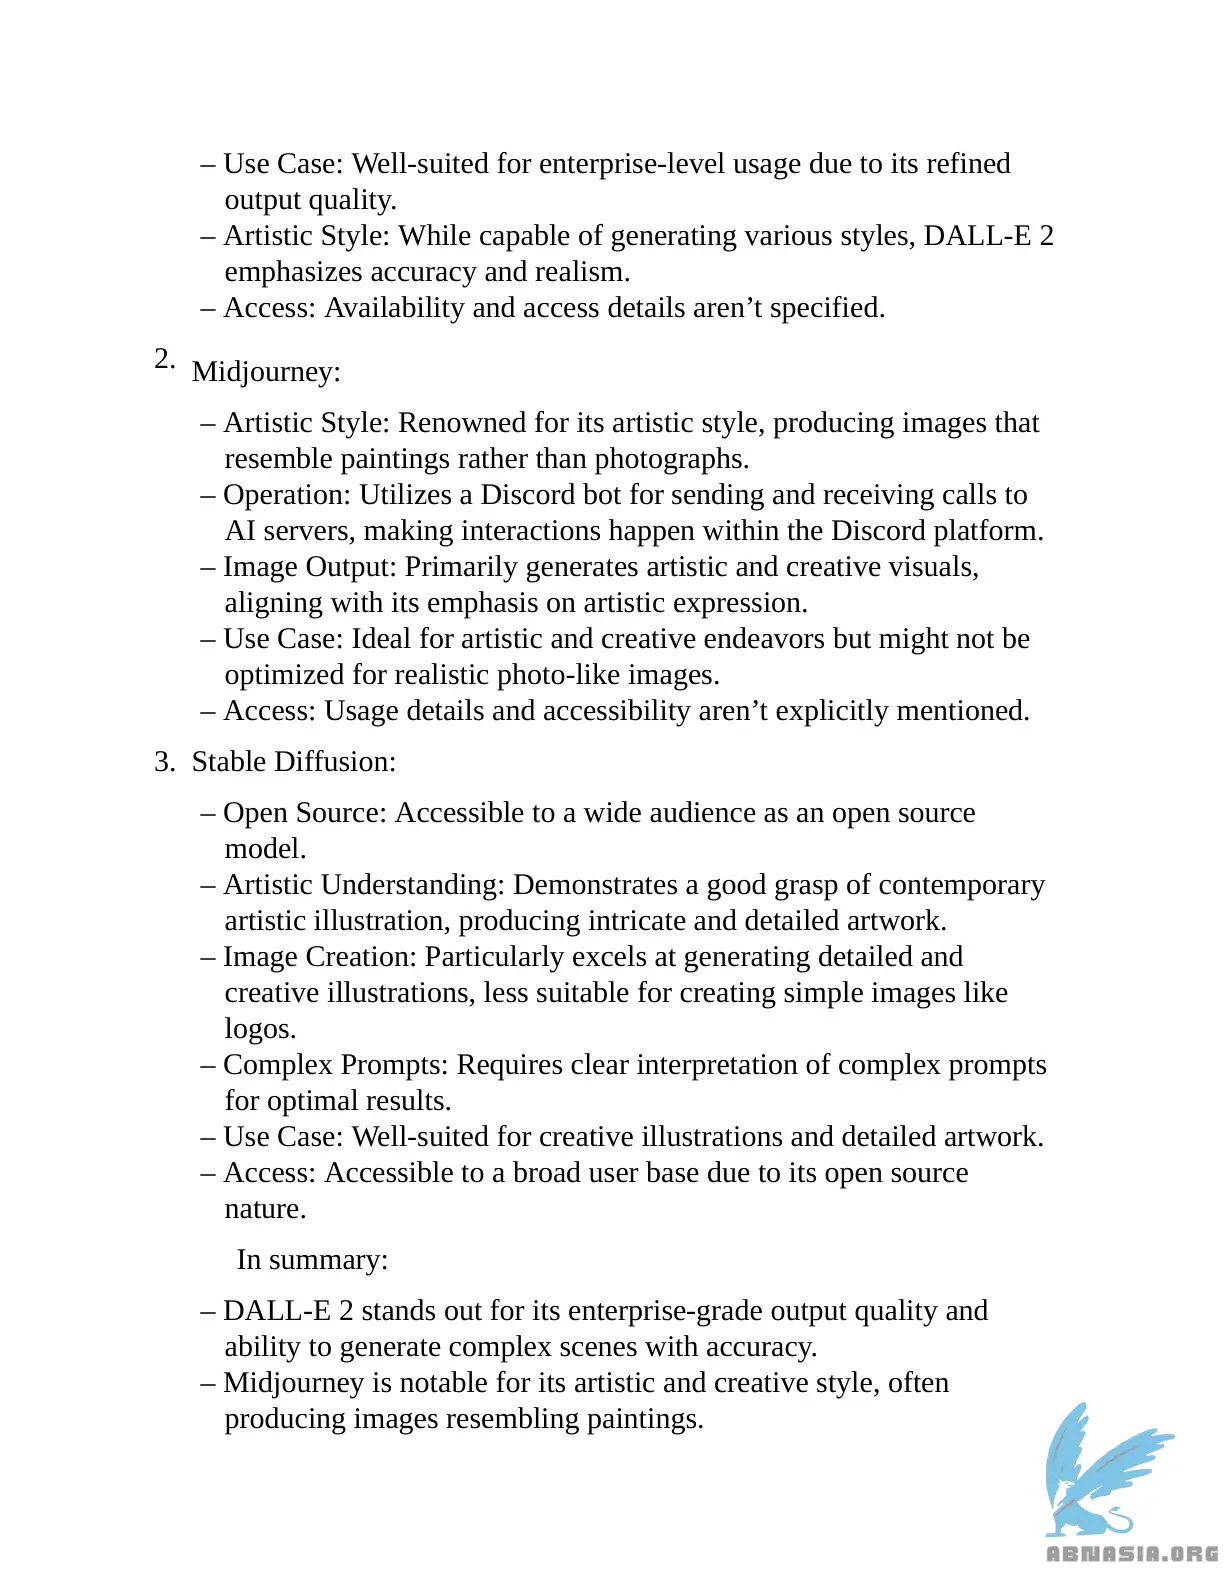 – Use Case: Well-suited for enterprise-level usage due to its refined
output quality.
– Artistic Style: While capable of generating various styles, DALL-E 2
emphasizes accuracy and realism.
– Access: Availability and access details aren’t specified.
2. Midjourney:
– Artistic Style: Renowned for its artistic style, producing images that
resemble paintings rather than photographs.
– Operation: Utilizes a Discord bot for sending and receiving calls to
AI servers, making interactions happen within the Discord platform.
– Image Output: Primarily generates artistic and creative visuals,
aligning with its emphasis on artistic expression.
– Use Case: Ideal for artistic and creative endeavors but might not be
optimized for realistic photo-like images.
– Access: Usage details and accessibility aren’t explicitly mentioned.
3. Stable Diffusion:
– Open Source: Accessible to a wide audience as an open source
model.
– Artistic Understanding: Demonstrates a good grasp of contemporary
artistic illustration, producing intricate and detailed artwork.
– Image Creation: Particularly excels at generating detailed and
creative illustrations, less suitable for creating simple images like
logos.
– Complex Prompts: Requires clear interpretation of complex prompts
for optimal results.
– Use Case: Well-suited for creative illustrations and detailed artwork.
– Access: Accessible to a broad user base due to its open source
nature.
In summary:
– DALL-E 2 stands out for its enterprise-grade output quality and
ability to generate complex scenes with accuracy.
– Midjourney is notable for its artistic and creative style, often
producing images resembling paintings.
ABNASIA.ORG